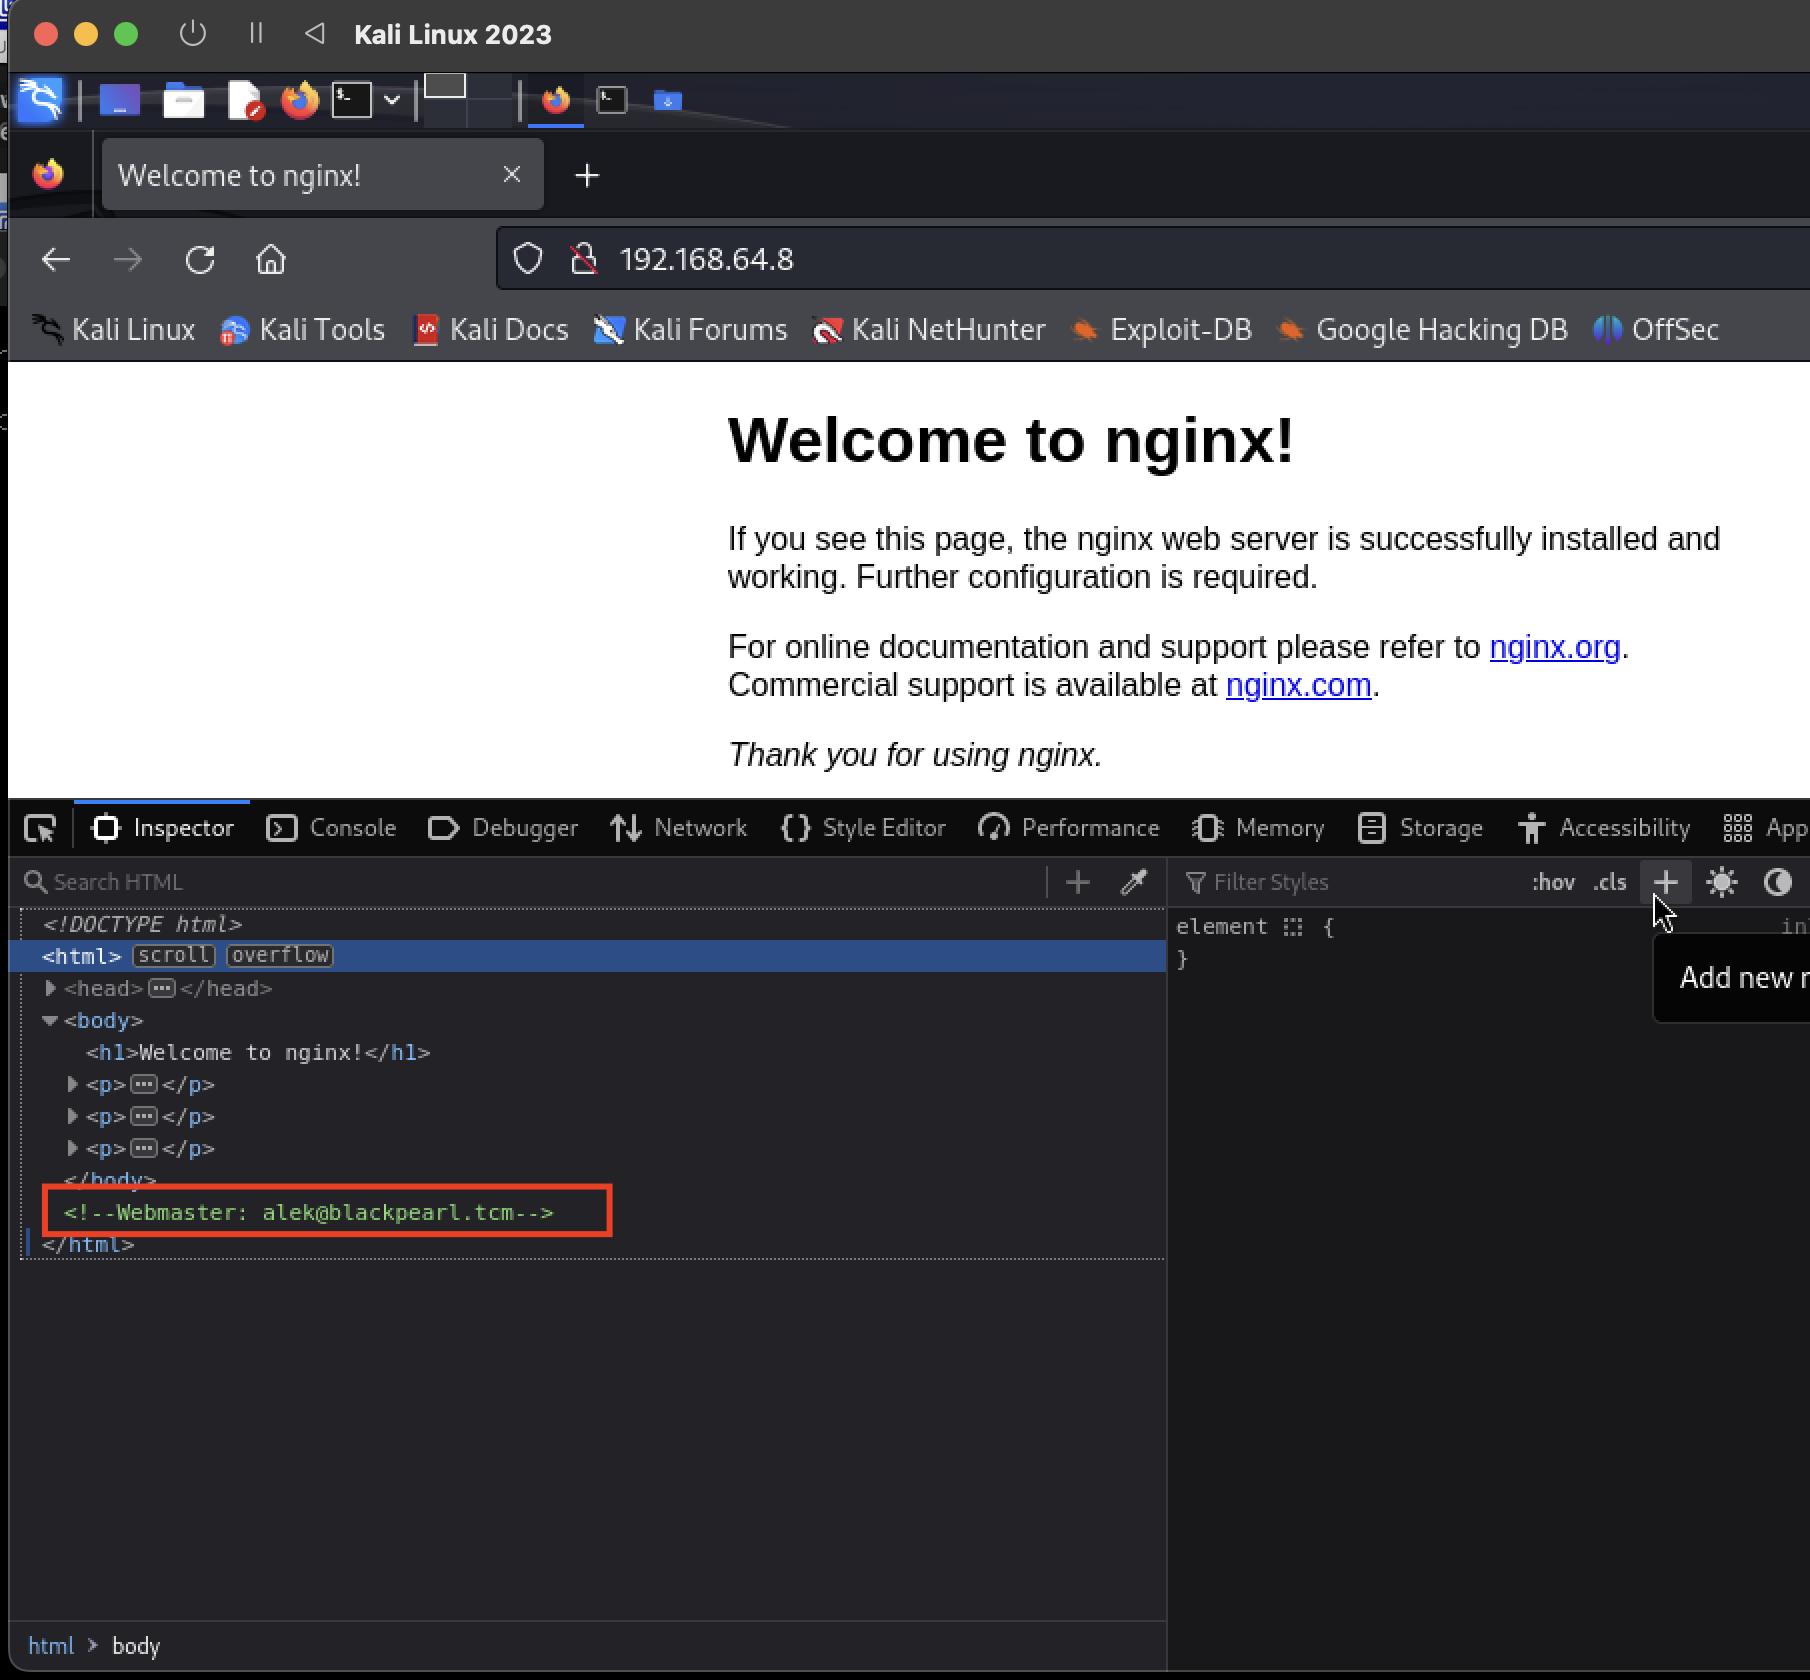 Kali Linux 2023
Welcome to nginx!
192.168.64.8
Kali Linux Kali Tools Kali Docs Kali Forums Kali NetHunter Exploit-DB Google Hacking DB OffSec
Welcome to nginx!
If you see this page, the nginx web server is successfully installed and
working. Further configuration is required.
For online documentation and support please refer to nginx.org.
Commercial support is available at nginx.com.
Thank you for using nginx.
Inspector Console Debugger Network Style Editor Performance Memory Storage Accessibility App
Search HTML
Filter Styles :hov .cls
<!DOCTYPE html>
<html> scroll overflow
<head> ··· </head>
<body>
<h1>Welcome to nginx!</h1>
<p> ··· </p>
<p> ··· </p>
<p> ··· </p>
</body>
<!--Webmaster: alek@blackpearl.tcm-->
</html>
element {
}
in
Add new
html > body